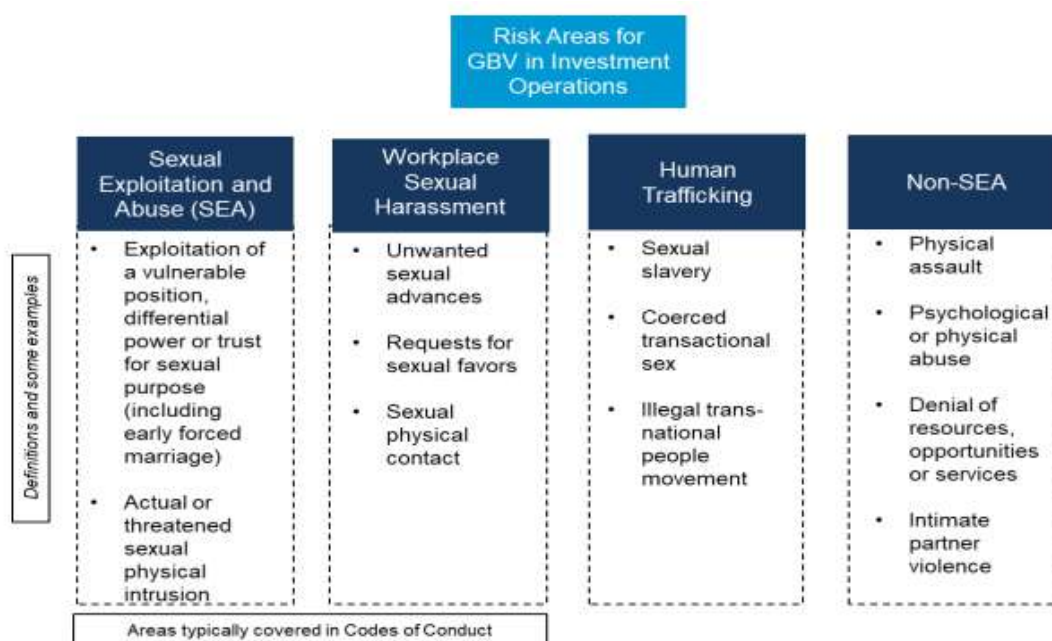 Risk Areas for
GBV in Investment
Operations
Sexual
Exploitation and
Abuse (SEA)
Workplace
Sexual
Harassment
Human
Trafficking
Non-SEA
Definitions and some examples
• Exploitation of
a vulnerable
position,
differential
power or trust
for sexual
purpose
(including
early forced
marriage)
• Actual or
threatened
sexual
physical
intrusion
• Unwanted
sexual
advances
• Requests for
sexual favors
• Sexual
physical
contact
• Sexual
slavery
• Coerced
transactional
sex
• Illegal trans-
national
people
movement
• Physical
assault
• Psychological
or physical
abuse
• Denial of
resources,
opportunities
or services
• Intimate
partner
violence
Areas typically covered in Codes of Conduct